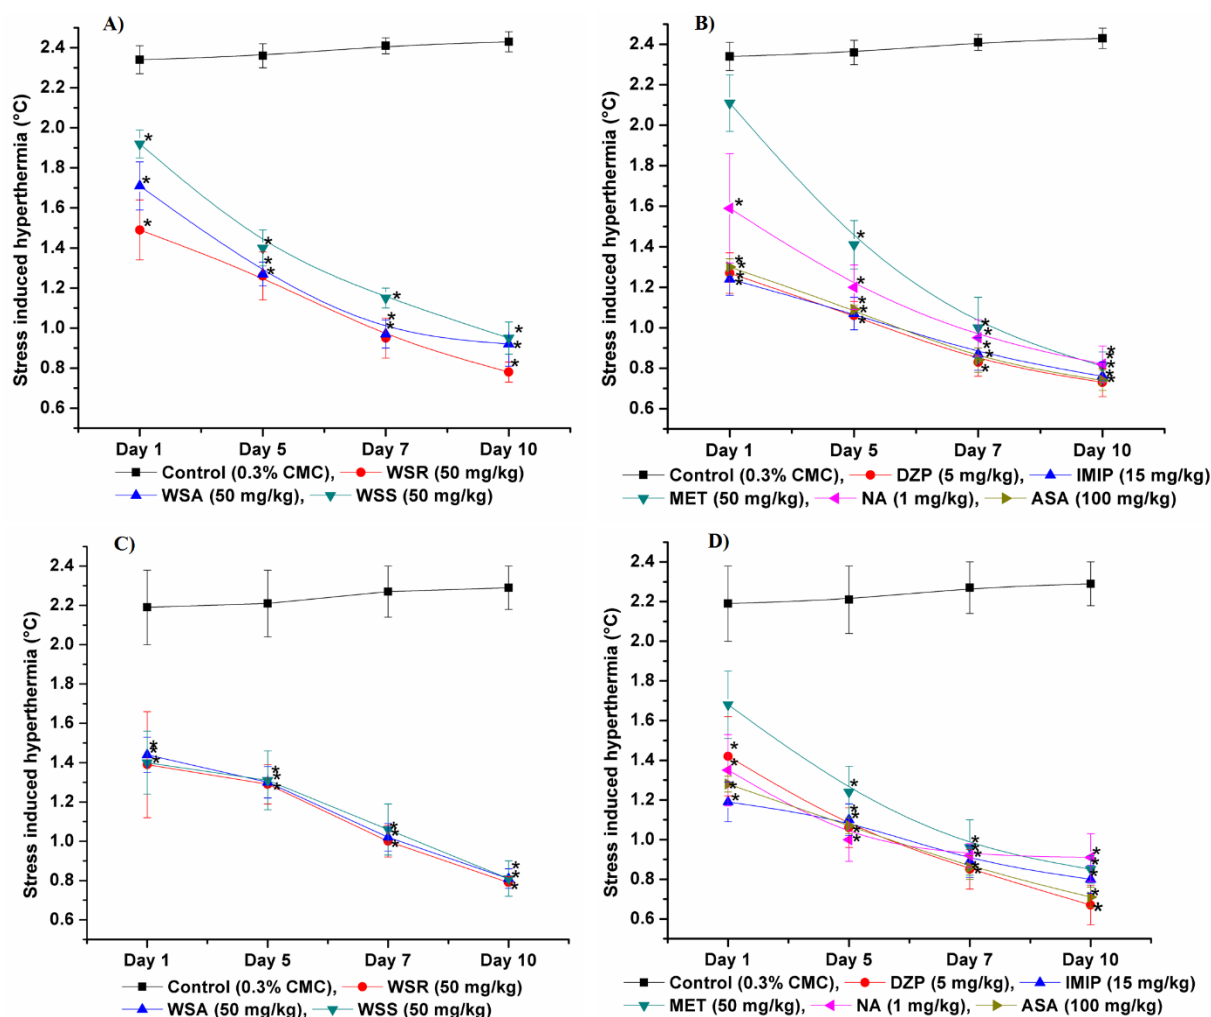 A)
Stress induced hyperthermia (°C)
2.4
2.2
2.0
1.8
1.6
1.4
1.2
1.0
0.8
0.6
* * * * * * * * * * * *
Day 1 Day 5 Day 7 Day 10
Control (0.3% CMC), WSR (50 mg/kg)
WSA (50 mg/kg), WSS (50 mg/kg)
B)
Stress induced hyperthermia (°C)
2.4
2.2
2.0
1.8
1.6
1.4
1.2
1.0
0.8
0.6
Day 1 Day 5 Day 7 Day 10
Control (0.3% CMC), DZP (5 mg/kg), IMIP (15 mg/kg)
MET (50 mg/kg), NA (1 mg/kg), ASA (100 mg/kg)
C)
Stress induced hyperthermia (°C)
2.4
2.2
2.0
1.8
1.6
1.4
1.2
1.0
0.8
0.6
Day 1 Day 5 Day 7 Day 10
Control (0.3% CMC), WSR (50 mg/kg)
WSA (50 mg/kg), WSS (50 mg/kg)
D)
Stress induced hyperthermia (°C)
2.4
2.2
2.0
1.8
1.6
1.4
1.2
1.0
0.8
0.6
Day 1 Day 5 Day 7 Day 10
Control (0.3% CMC), DZP (5 mg/kg), IMIP (15 mg/kg)
MET (50 mg/kg), NA (1 mg/kg), ASA (100 mg/kg)